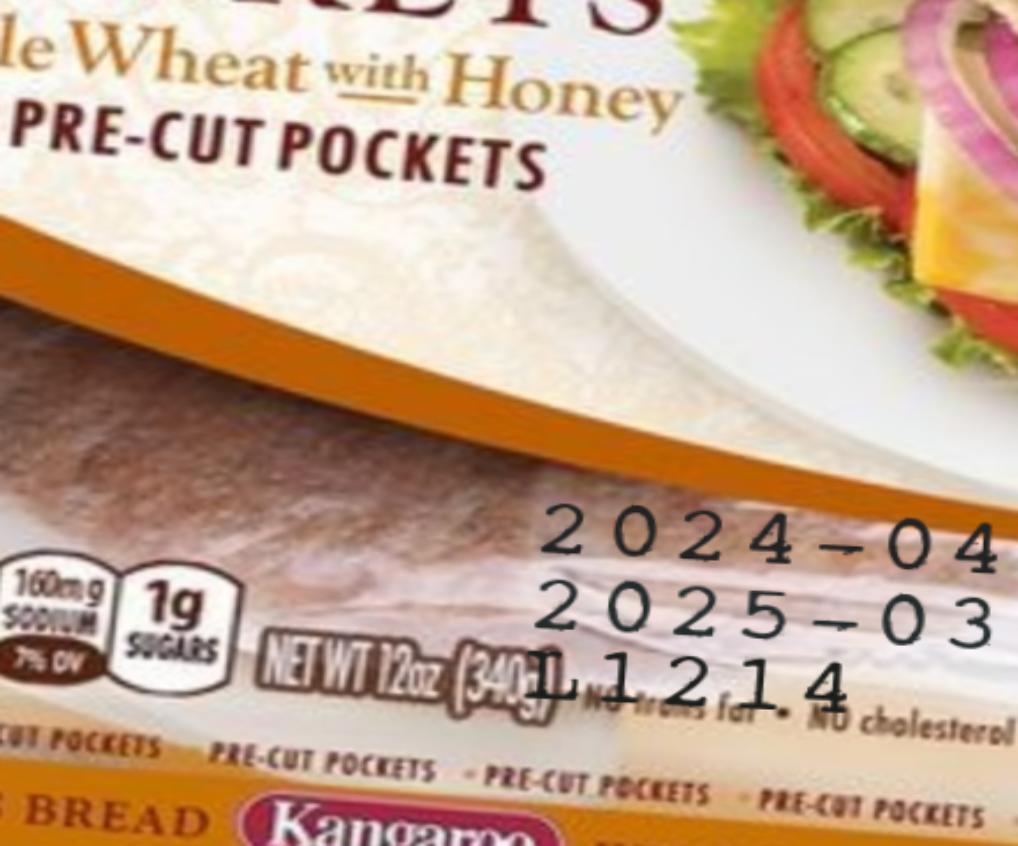 le Wheat with Honey
PRE-CUT POCKETS
2024-04
2025-03
L1214
160mg
SODIUM
7% DV
1g
SUGARS
NET WT 12oz (340g)
No trans fat • NO cholesterol
CUT POCKETS PRE-CUT POCKETS • PRE-CUT POCKETS • PRE-CUT POCKETS
BREAD
Kangaroo